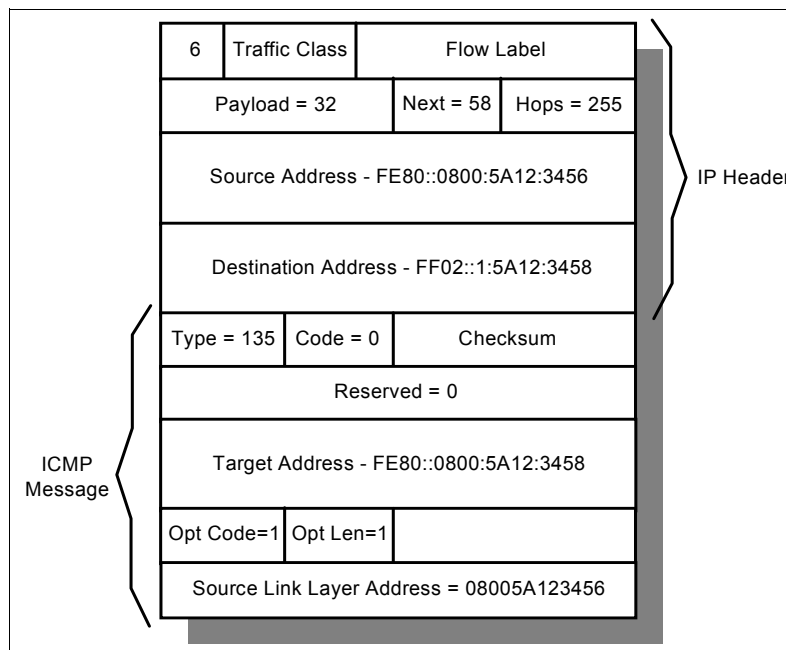 6 Traffic Class Flow Label
Payload = 32 Next = 58 Hops = 255
Source Address - FE80::0800:5A12:3456
IP Header
Destination Address - FF02::1:5A12:3458
Type = 135 Code = 0 Checksum
Reserved = 0
Target Address - FE80::0800:5A12:3458
ICMP
Message
Opt Code=1 Opt Len=1
Source Link Layer Address = 08005A123456